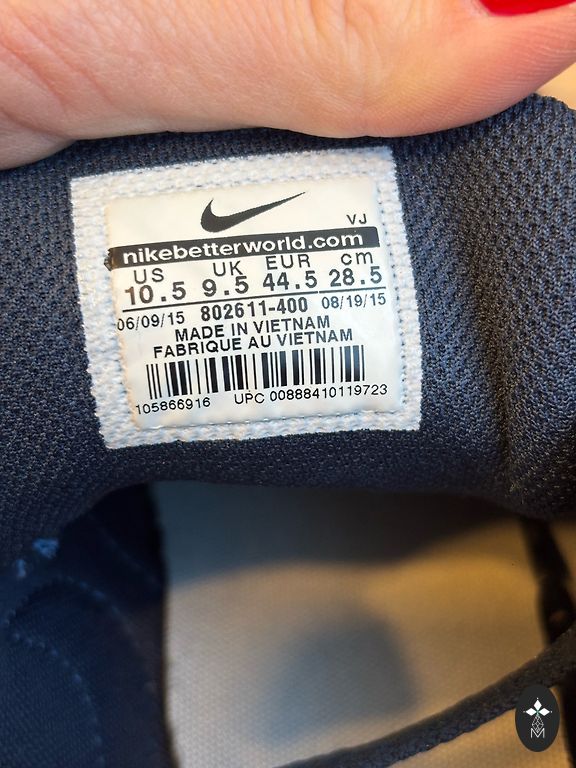 VJ
nikebetterworld.com
US UK EUR cm
10.5 9.5 44.5 28.5
06/09/15 802611-400 08/19/15
MADE IN VIETNAM
FABRIQUE AU VIETNAM
105866916 UPC 00888410119723
M